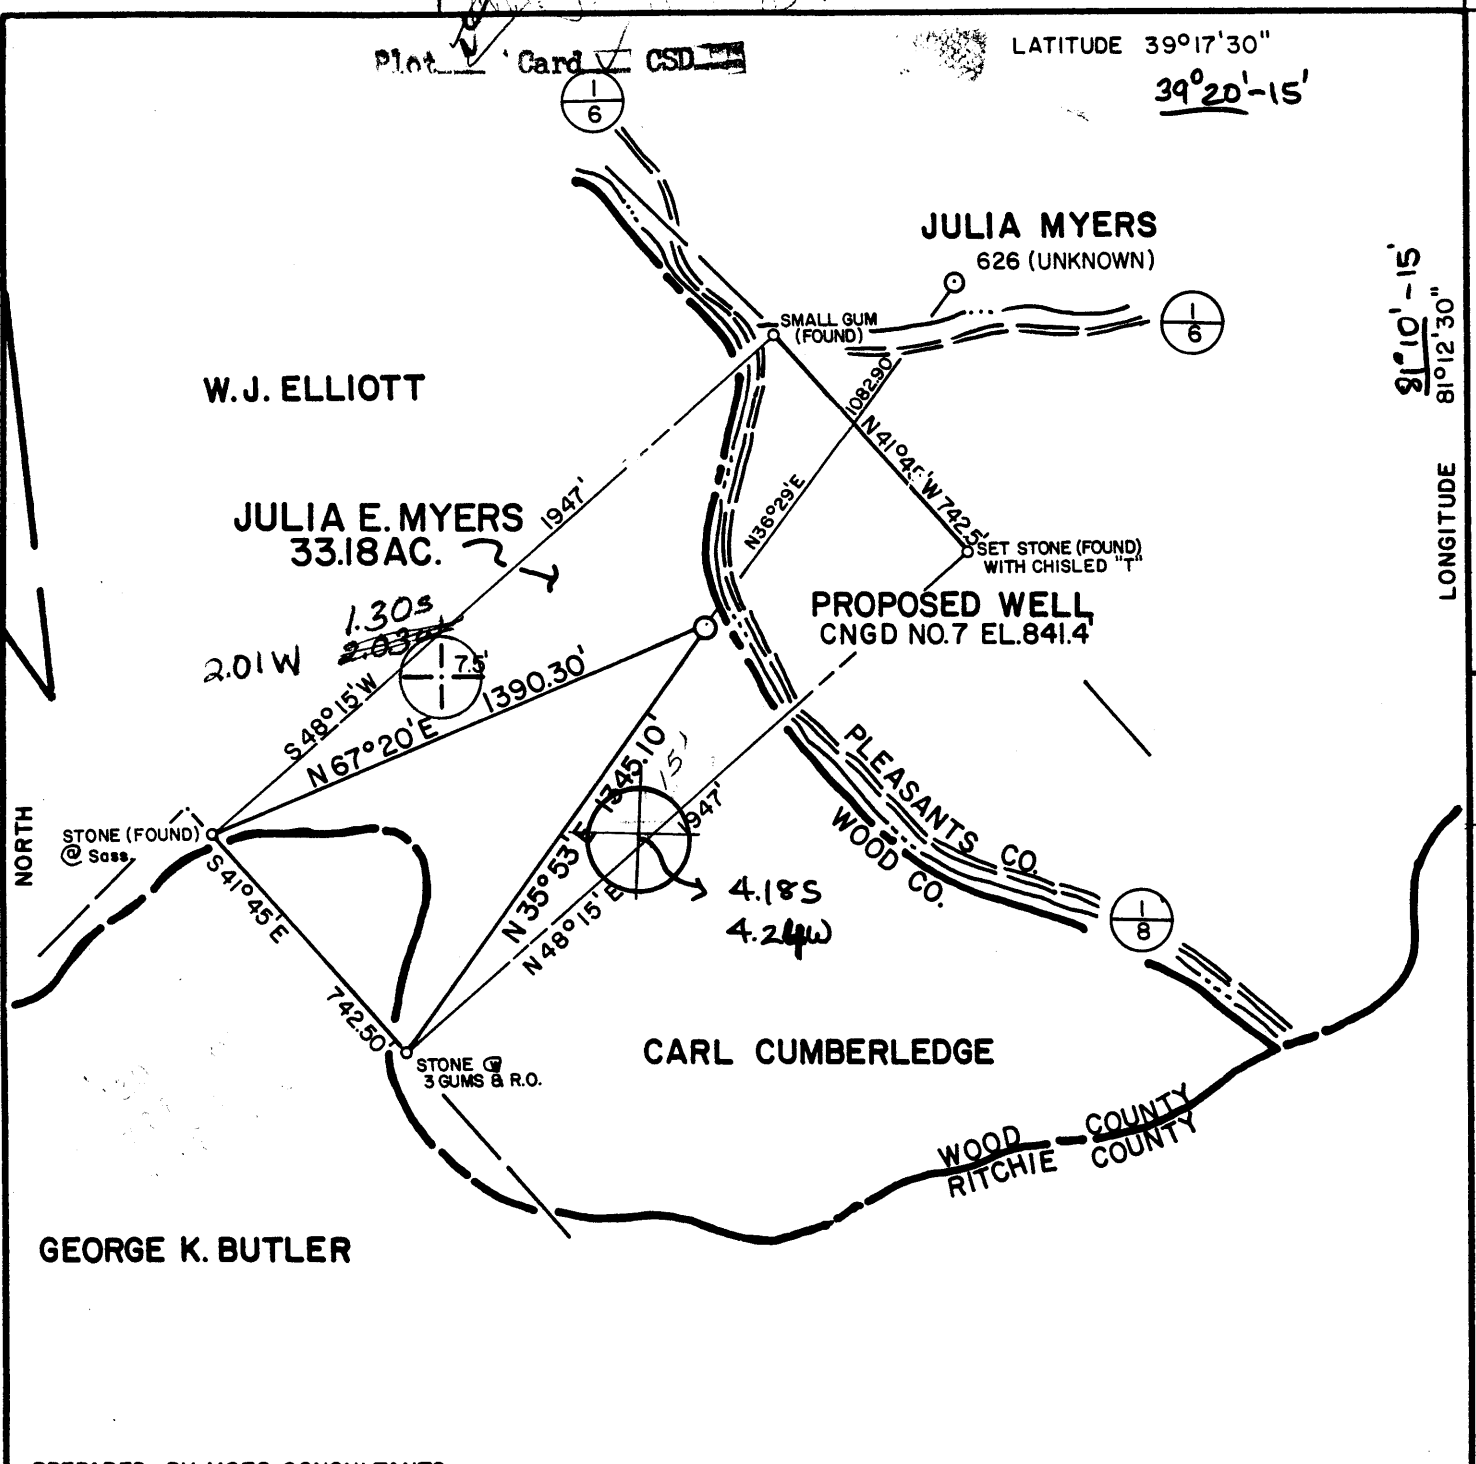 Plot Card CSD
LATITUDE 39°17'30"
39°20'-15'
1
6
JULIA MYERS
626 (UNKNOWN)
81°10'-15'
81°12'30"
LONGITUDE
1
6
SMALL GUM
(FOUND)
W.J. ELLIOTT
1082.90
N41°45'W 742.5'
N36°29'E
1947'
JULIA E. MYERS
33.18AC.
SET STONE (FOUND)
WITH CHISLED "T"
PROPOSED WELL
CNGD NO.7 EL.841.4'
1.30s
2.01W
7.5'
S48°15'W
N67°20'E 1390.30'
N35°53'E 1345.10'
15'
N48°15'E 1947'
PLEASANTS CO.
WOOD CO.
NORTH
STONE (FOUND)
@ Sass.
S41°45'E
742.50'
4.18S
4.24W
1
8
STONE @
3 GUMS & R.O.
CARL CUMBERLEDGE
WOOD COUNTY
RITCHIE COUNTY
GEORGE K. BUTLER